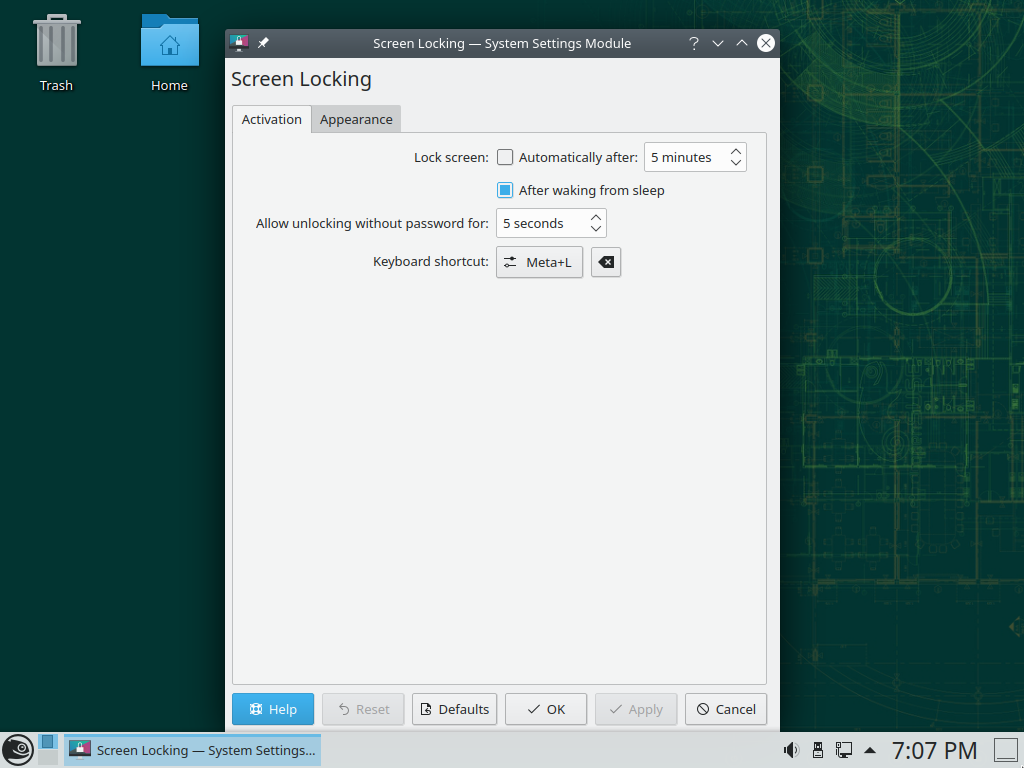 Trash
Home
Screen Locking — System Settings Module
Screen Locking
Activation
Appearance
Lock screen: Automatically after: 5 minutes
After waking from sleep
Allow unlocking without password for: 5 seconds
Keyboard shortcut: Meta+L
Help
Reset
Defaults
OK
Apply
Cancel
Screen Locking — System Settings...
7:07 PM